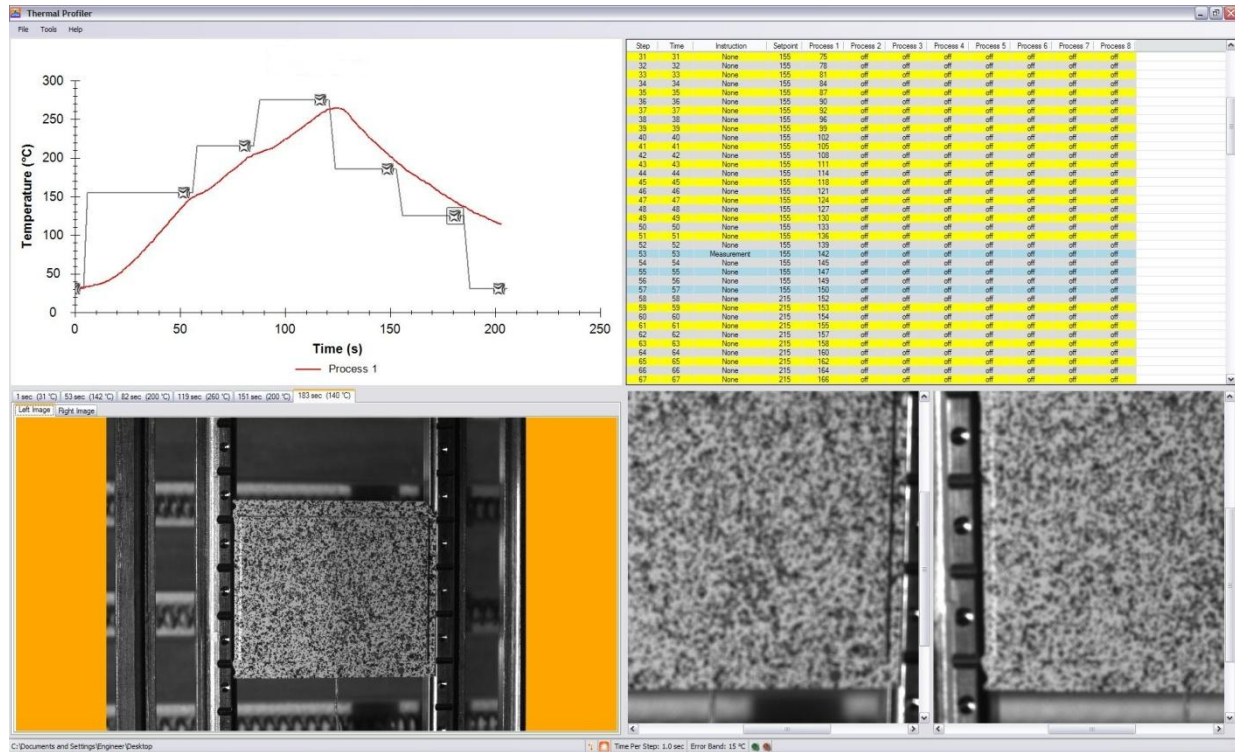 Thermal Profiler
File Tools Help
300
250
200
150
100
50
0
Temperature (°C)
0 50 100 150 200 250
Time (s)
Process 1
Step Time Instruction Setpoint Process 1 Process 2 Process 3 Process 4 Process 5 Process 6 Process 7 Process 8
31 31 None 155 75 off off off off off off off
32 32 None 155 78 off off off off off off off
33 33 None 155 81 off off off off off off off
34 34 None 155 84 off off off off off off off
35 35 None 155 87 off off off off off off off
36 36 None 155 90 off off off off off off off
37 37 None 155 92 off off off off off off off
38 38 None 155 96 off off off off off off off
39 39 None 155 99 off off off off off off off
40 40 None 155 102 off off off off off off off
41 41 None 155 105 off off off off off off off
42 42 None 155 108 off off off off off off off
43 43 None 155 111 off off off off off off off
44 44 None 155 114 off off off off off off off
45 45 None 155 118 off off off off off off off
46 46 None 155 121 off off off off off off off
47 47 None 155 124 off off off off off off off
48 48 None 155 127 off off off off off off off
49 49 None 155 130 off off off off off off off
50 50 None 155 133 off off off off off off off
51 51 None 155 136 off off off off off off off
52 52 None 155 139 off off off off off off off
53 53 Measurement 155 142 off off off off off off off
54 54 None 155 145 off off off off off off off
55 55 None 155 147 off off off off off off off
56 56 None 155 149 off off off off off off off
57 57 None 155 150 off off off off off off off
58 58 None 215 152 off off off off off off off
59 59 None 215 153 off off off off off off off
60 60 None 215 154 off off off off off off off
61 61 None 215 155 off off off off off off off
62 62 None 215 157 off off off off off off off
63 63 None 215 158 off off off off off off off
64 64 None 215 160 off off off off off off off
65 65 None 215 162 off off off off off off off
66 66 None 215 164 off off off off off off off
67 67 None 215 166 off off off off off off off
1 sec (31 °C) 53 sec (142 °C) 82 sec (200 °C) 119 sec (260 °C) 151 sec (200 °C) 183 sec (140 °C)
Left Image Right Image
C:\Documents and Settings\Engineer\Desktop Time Per Step: 1.0 sec Error Band: 15 °C